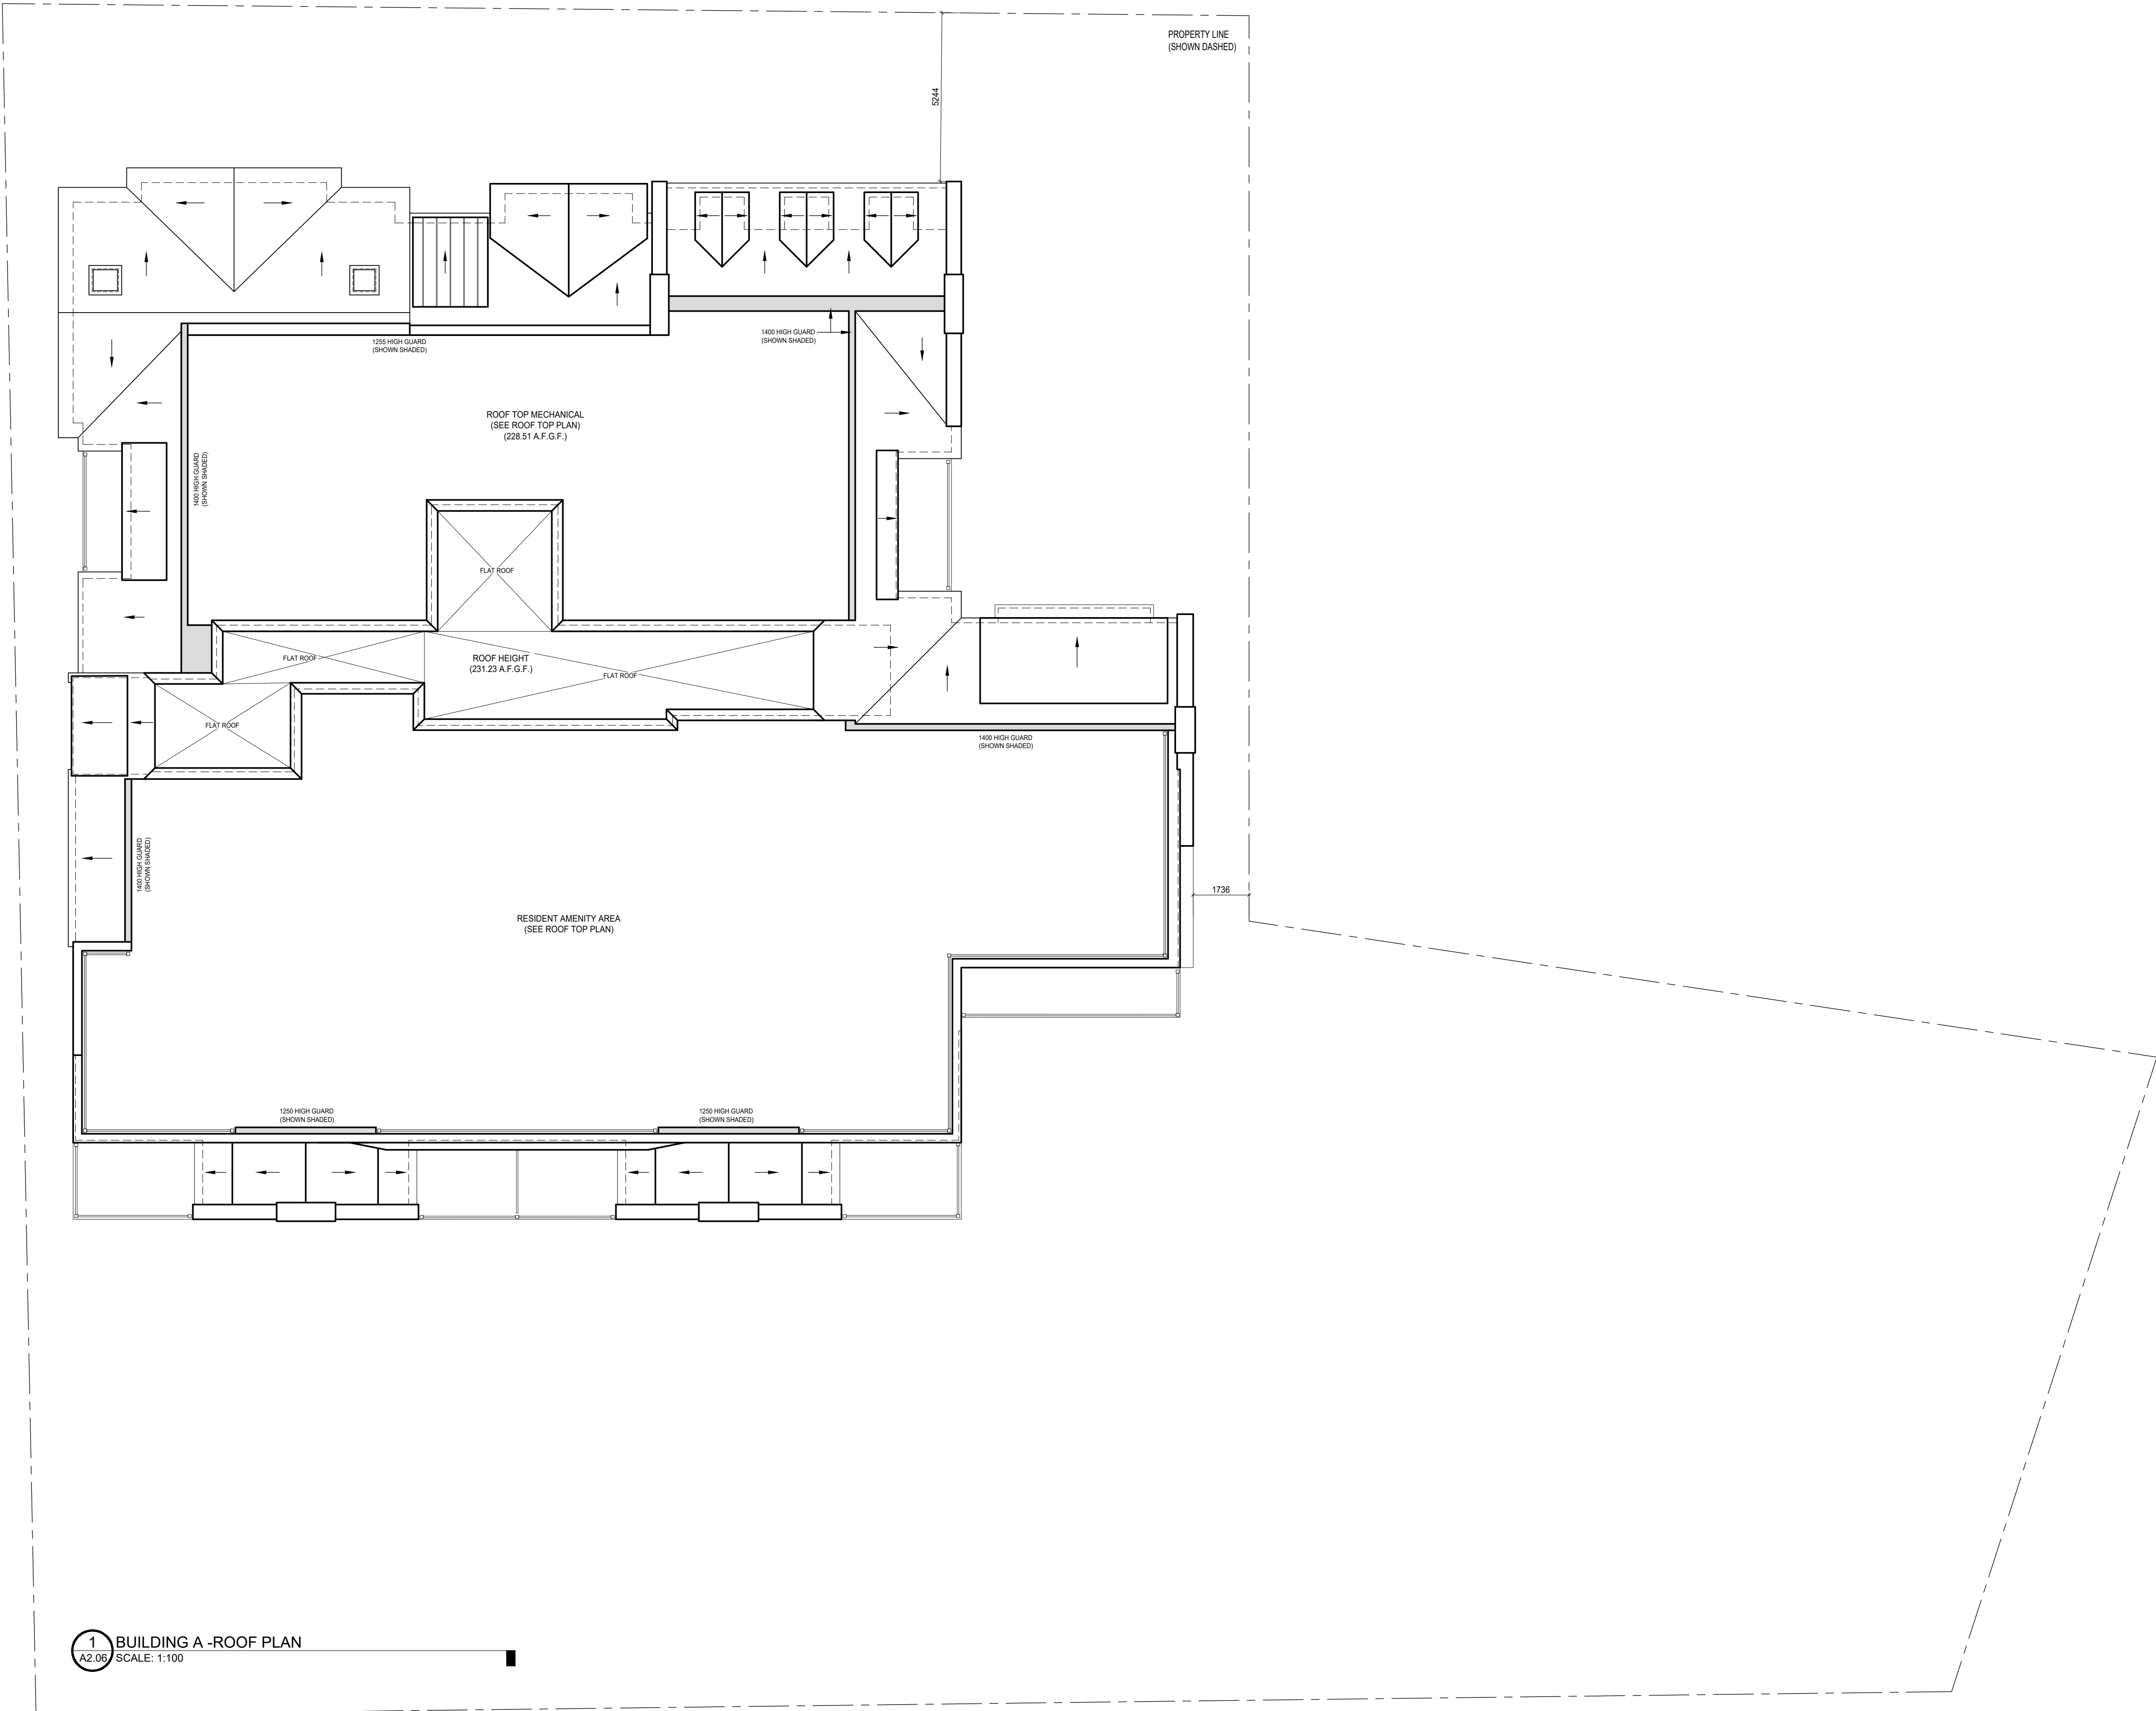 PROPERTY LINE
(SHOWN DASHED)
5244
1255 HIGH GUARD
(SHOWN SHADED)
1400 HIGH GUARD
(SHOWN SHADED)
ROOF TOP MECHANICAL
(SEE ROOF TOP PLAN)
(228.51 A.F.G.F.)
1400 HIGH GUARD
(SHOWN SHADED)
FLAT ROOF
FLAT ROOF
ROOF HEIGHT
(231.23 A.F.G.F.)
FLAT ROOF
FLAT ROOF
1400 HIGH GUARD
(SHOWN SHADED)
1400 HIGH GUARD
(SHOWN SHADED)
1736
RESIDENT AMENITY AREA
(SEE ROOF TOP PLAN)
1250 HIGH GUARD
(SHOWN SHADED)
1250 HIGH GUARD
(SHOWN SHADED)
1 BUILDING A -ROOF PLAN
A2.06 SCALE: 1:100